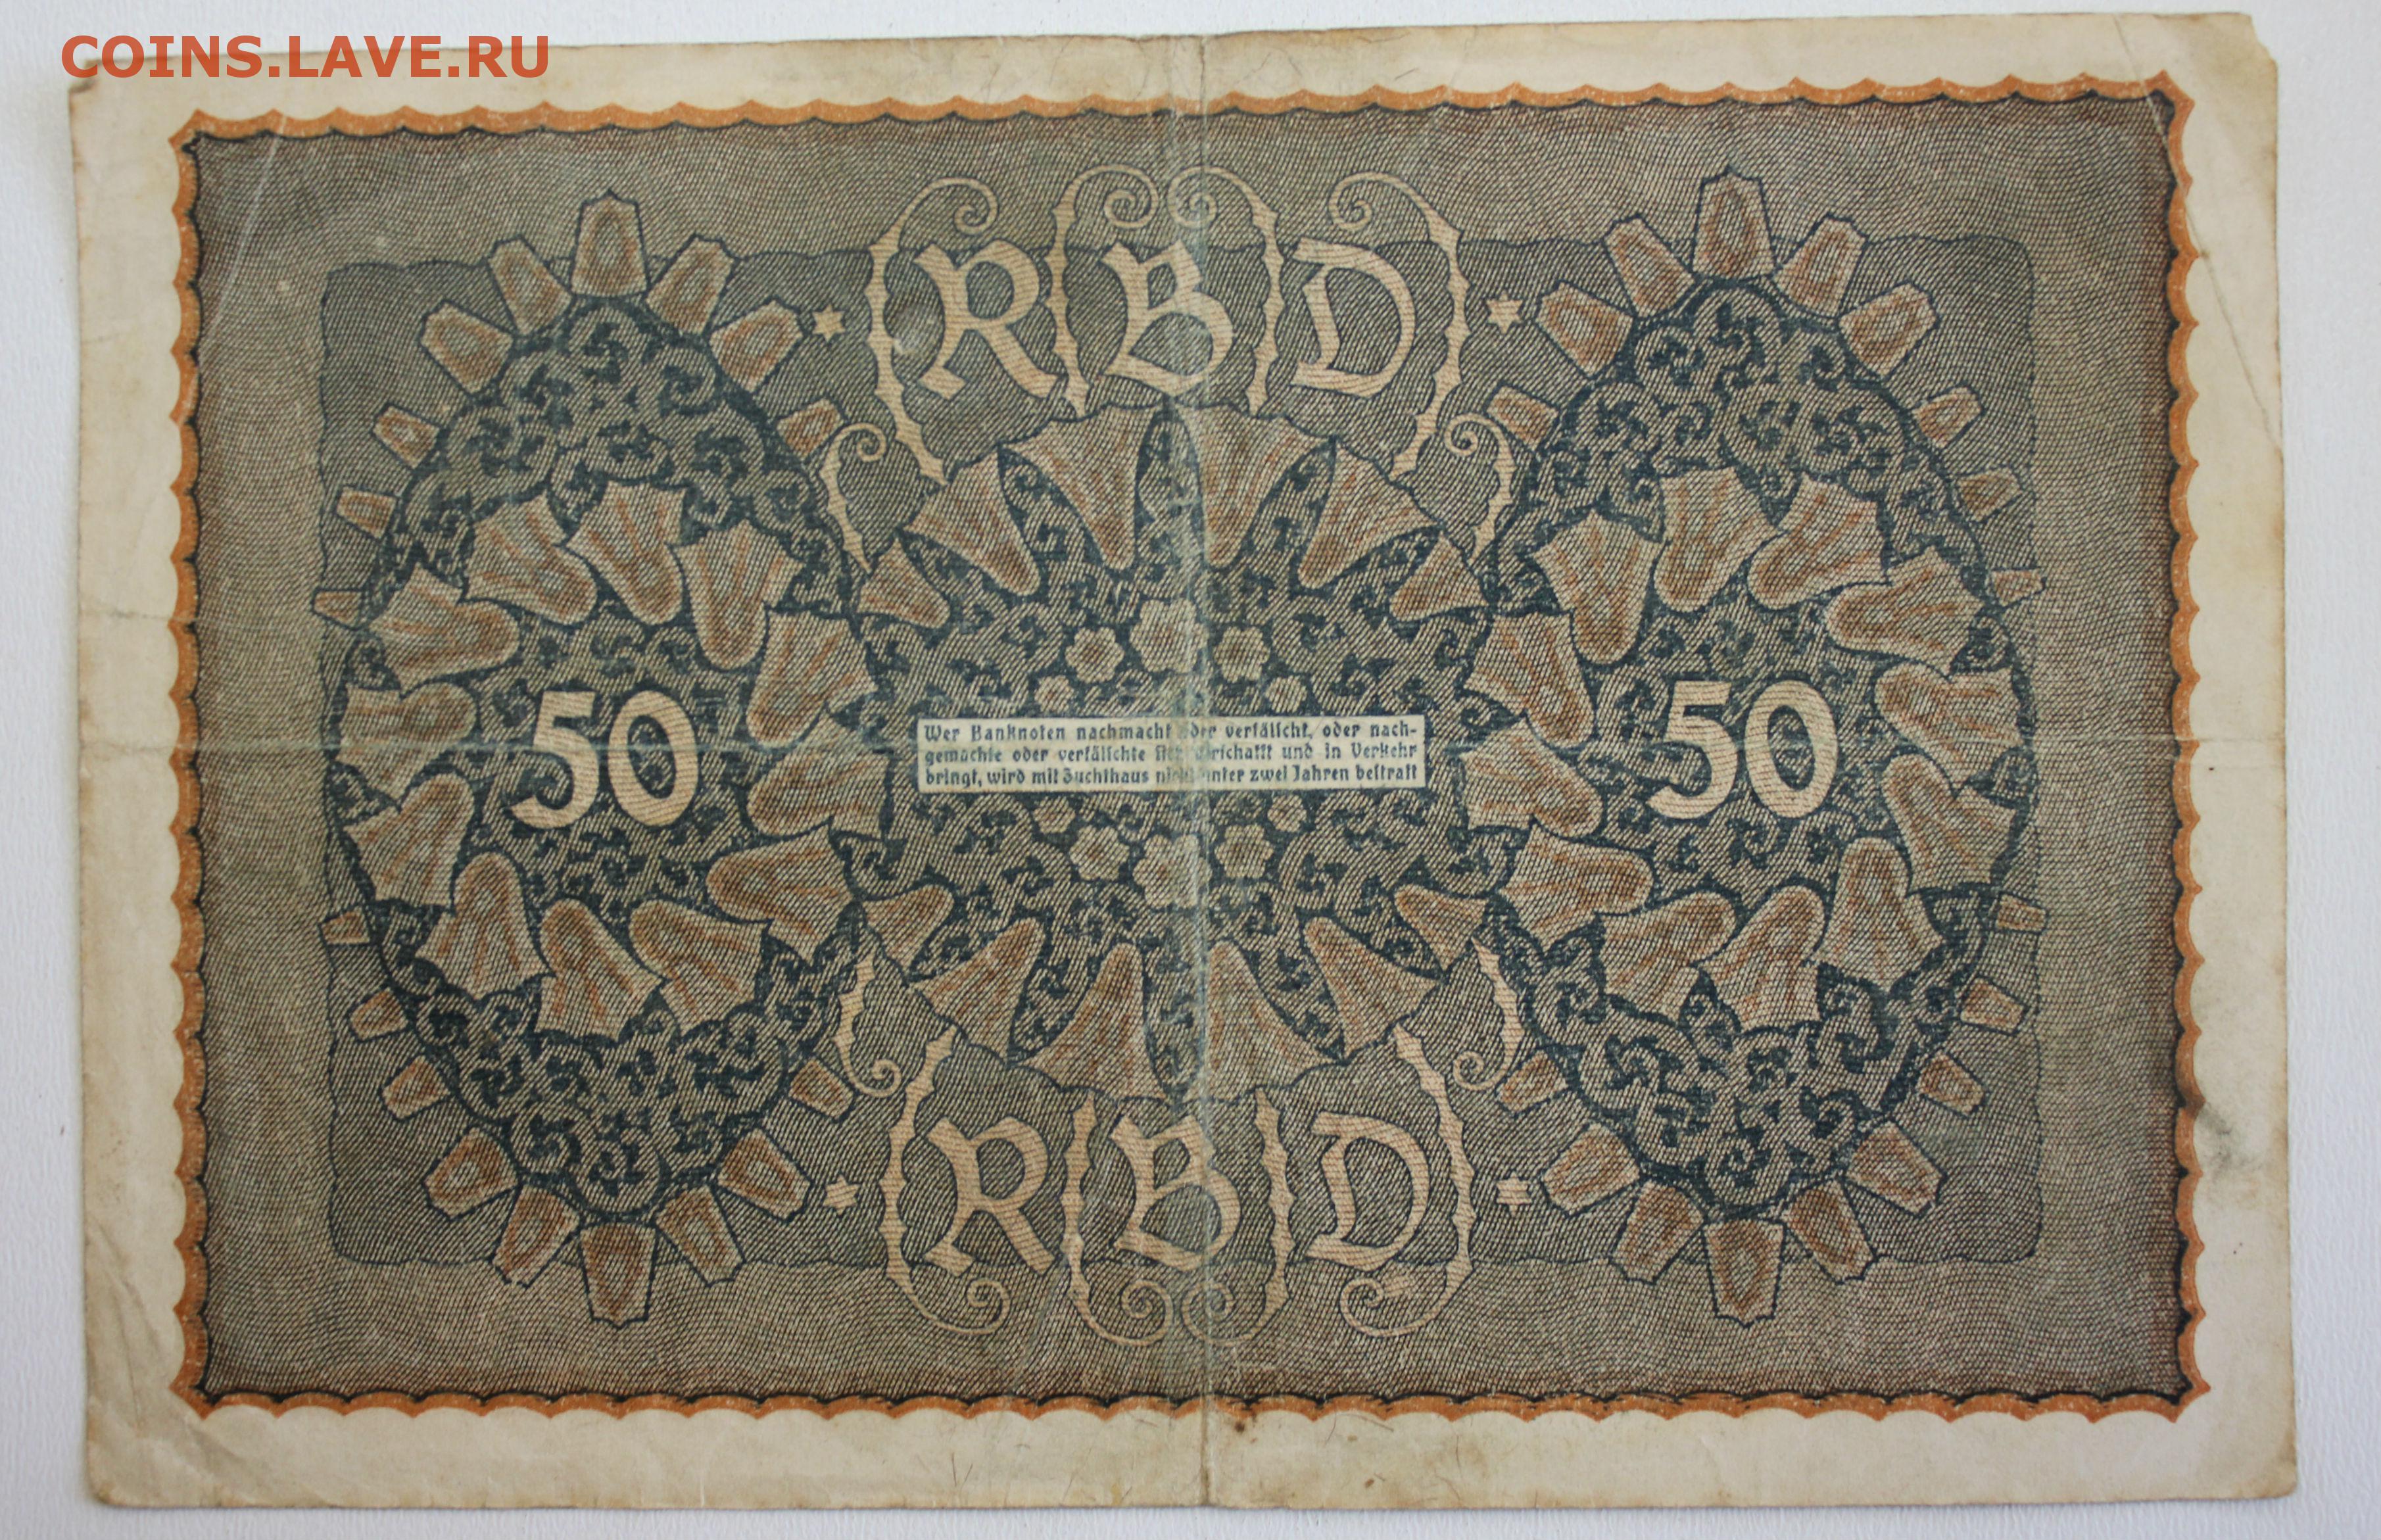 COINS.LAVE.RU
RBD
50
50
Wer Banknoten nachmacht oder verfälscht, oder nach-
gemachte oder verfälschte sich verschafft und in Verkehr
bringt, wird mit Zuchthaus nicht unter zwei Jahren bestraft
RBD